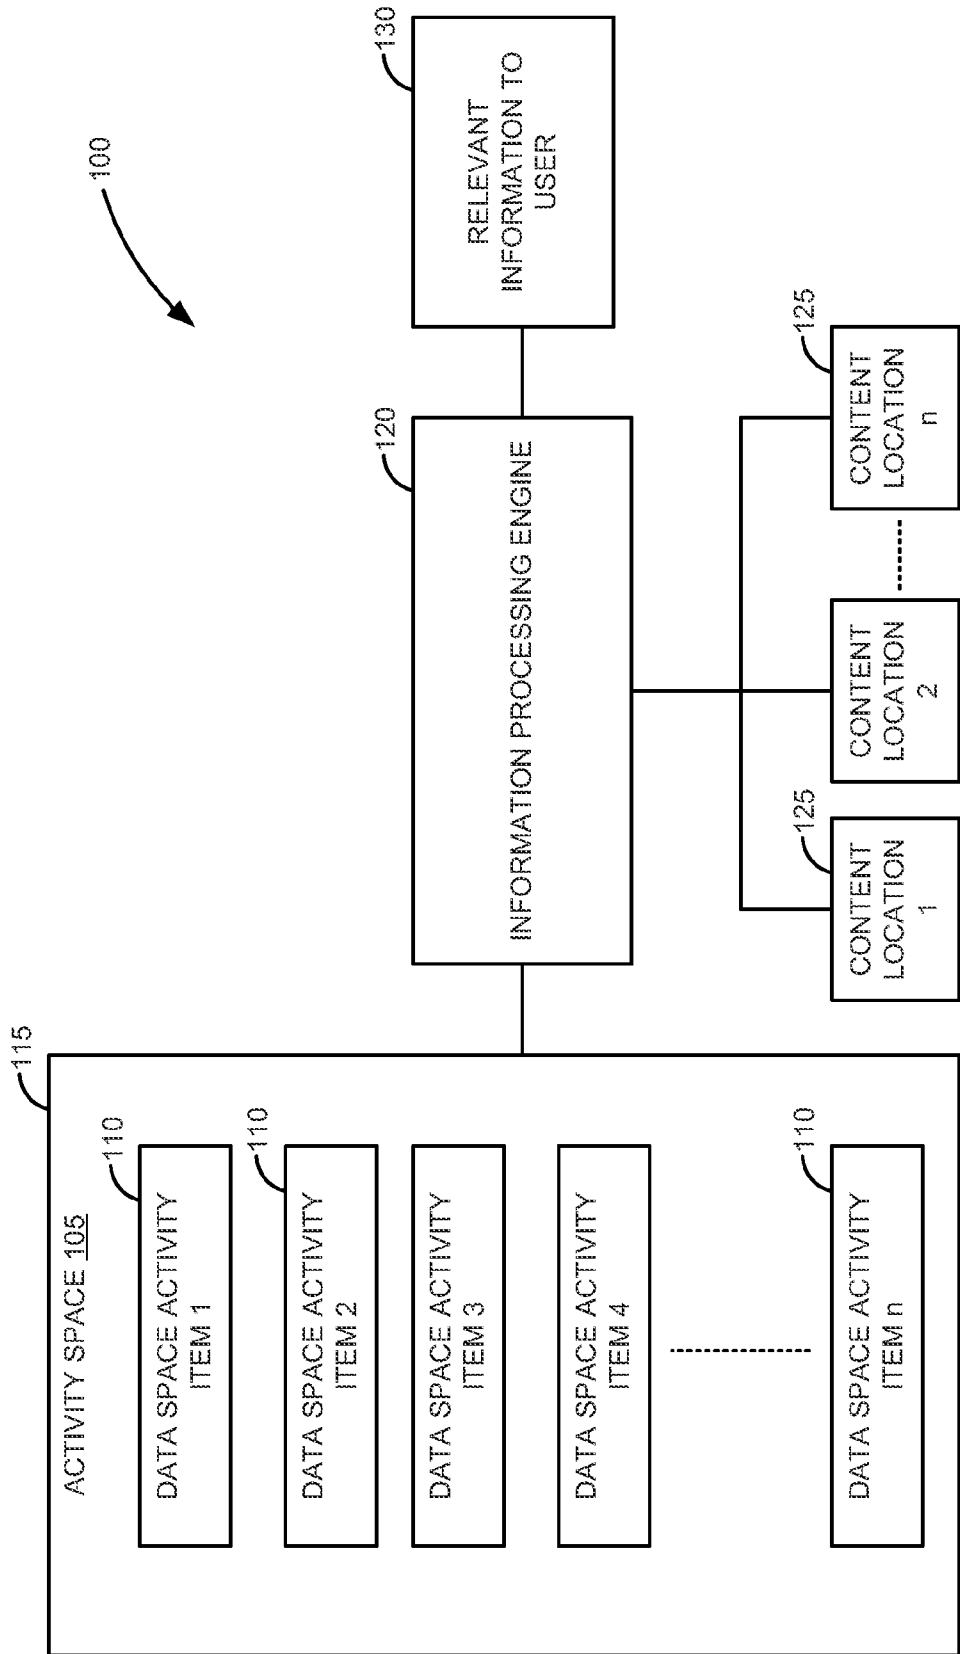 100
ACTIVITY SPACE 105
115
DATA SPACE ACTIVITY
ITEM 1
110
DATA SPACE ACTIVITY
ITEM 2
110
DATA SPACE ACTIVITY
ITEM 3
DATA SPACE ACTIVITY
ITEM 4
DATA SPACE ACTIVITY
ITEM n
110
INFORMATION PROCESSING ENGINE
120
RELEVANT
INFORMATION TO
USER
130
CONTENT
LOCATION
1
125
CONTENT
LOCATION
2
CONTENT
LOCATION
n
125